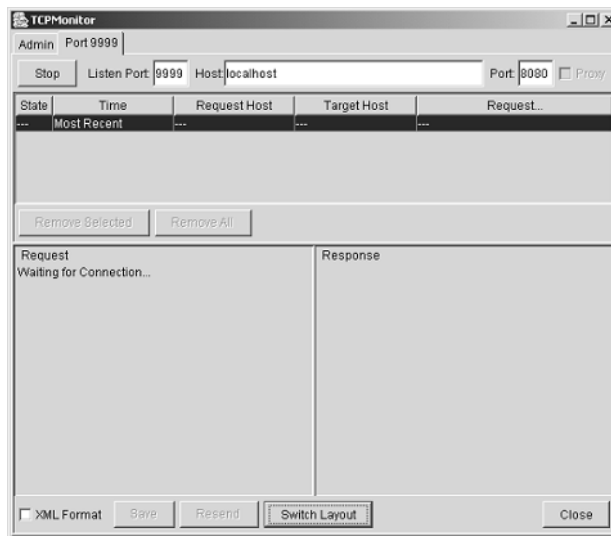 TCPMonitor
Admin Port 9999
Stop Listen Port 9999 Host localhost Port 8080 Proxy
State Time Request Host Target Host Request...
--- Most Recent --- --- ---
Remove Selected Remove All
Request Response
Waiting for Connection...
XML Format Save Resend Switch Layout Close